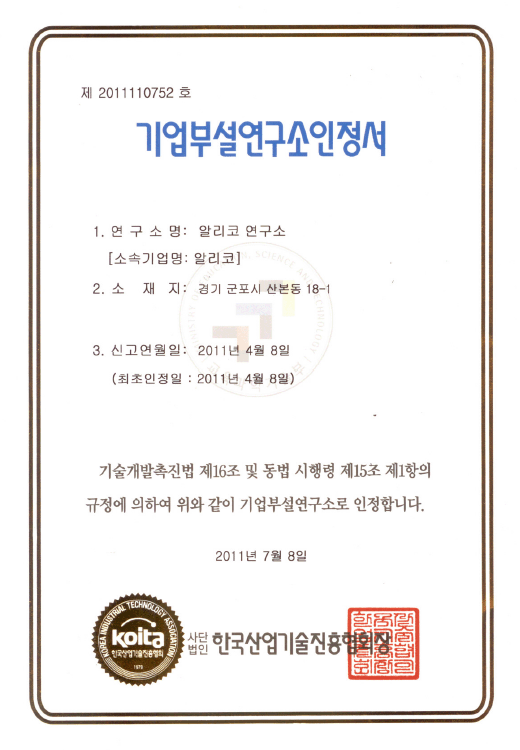 제 2011110752 호
기업부설연구소인정서
1. 연 구 소 명: 알리코 연구소
[소속기업명: 알리코]
2. 소 재 지: 경기 군포시 산본동 18-1
3. 신고연월일: 2011년 4월 8일
(최초인정일 : 2011년 4월 8일)
기술개발촉진법 제16조 및 동법 시행령 제15조 제1항의
규정에 의하여 위와 같이 기업부설연구소로 인정합니다.
2011년 7월 8일
KOREA INDUSTRIAL TECHNOLOGY ASSOCIATION
koita
한국산업기술진흥협회
1979
사단
법인 한국산업기술진흥협회장